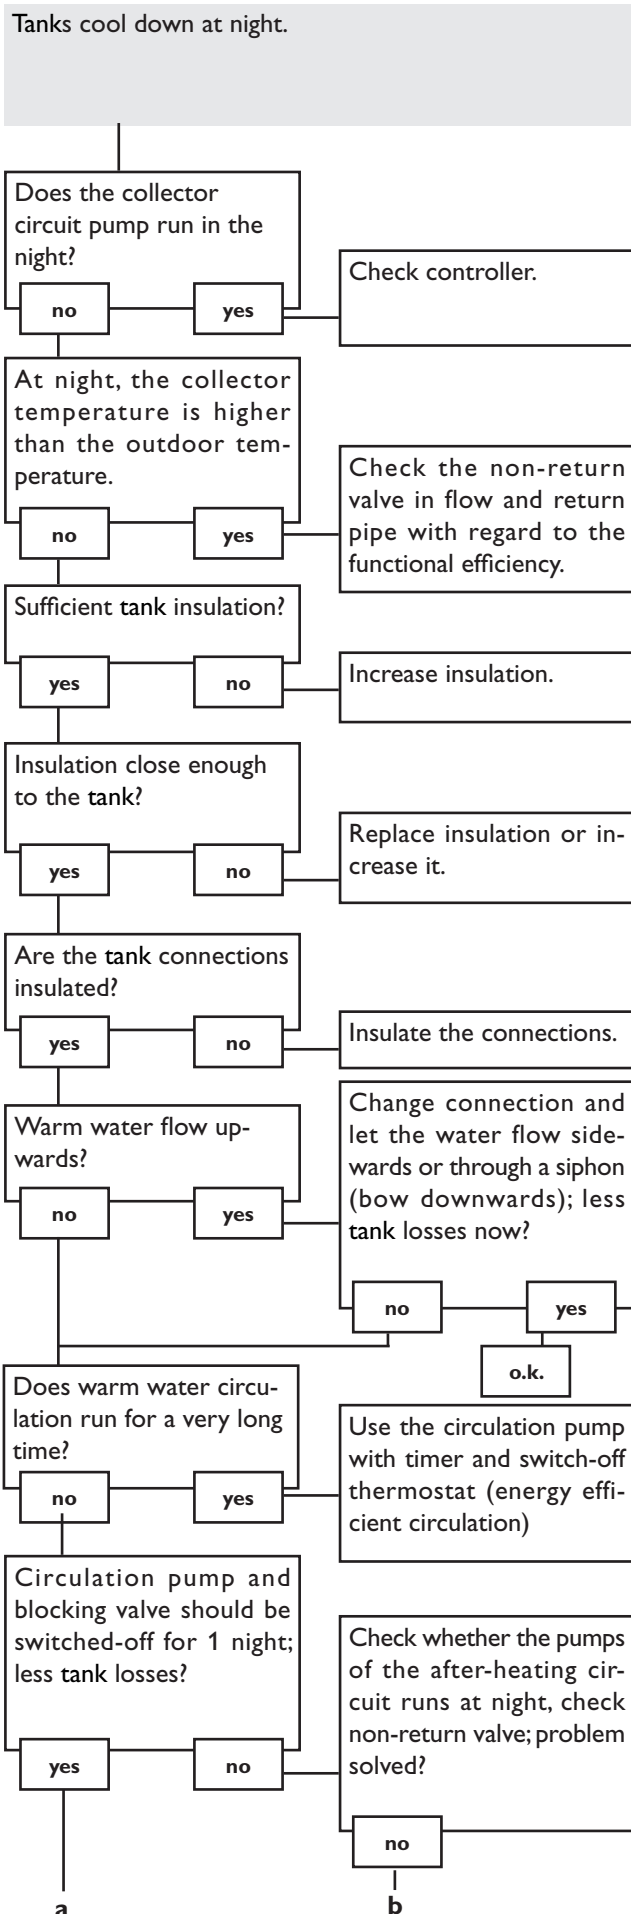 Tanks cool down at night.
Does the collector
circuit pump run in the
night?
no
yes
Check controller.
At night, the collector
temperature is higher
than the outdoor tem-
perature.
no
yes
Check the non-return
valve in flow and return
pipe with regard to the
functional efficiency.
Sufficient tank insulation?
yes
no
Increase insulation.
Insulation close enough
to the tank?
yes
no
Replace insulation or in-
crease it.
Are the tank connections
insulated?
yes
no
Insulate the connections.
Warm water flow up-
wards?
no
yes
Change connection and
let the water flow side-
wards or through a siphon
(bow downwards); less
tank losses now?
no
yes
o.k.
Does warm water circu-
lation run for a very long
time?
no
yes
Use the circulation pump
with timer and switch-off
thermostat (energy effi-
cient circulation)
Circulation pump and
blocking valve should be
switched-off for 1 night;
less tank losses?
yes
no
Check whether the pumps
of the after-heating cir-
cuit runs at night, check
non-return valve; problem
solved?
no
a
b